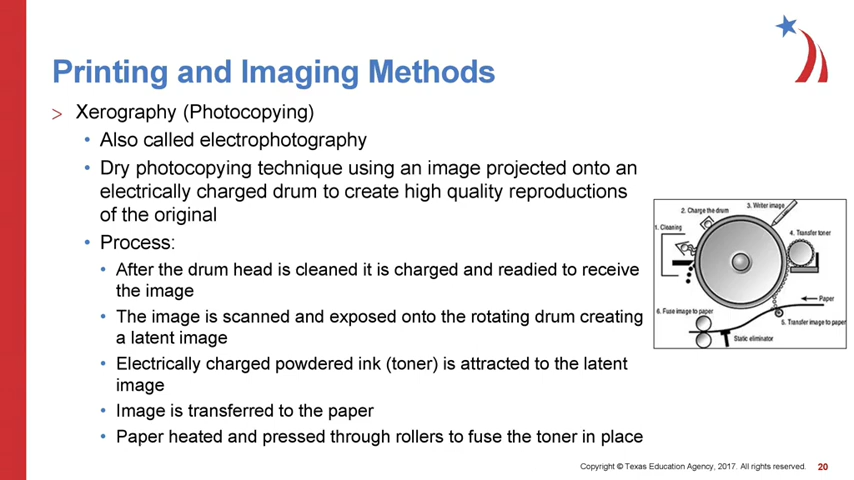 Printing and Imaging Methods
> Xerography (Photocopying)
• Also called electrophotography
• Dry photocopying technique using an image projected onto an
electrically charged drum to create high quality reproductions
of the original
• Process:
• After the drum head is cleaned it is charged and readied to receive
the image
• The image is scanned and exposed onto the rotating drum creating
a latent image
• Electrically charged powdered ink (toner) is attracted to the latent
image
• Image is transferred to the paper
• Paper heated and pressed through rollers to fuse the toner in place
1. Cleaning
2. Charge the drum
3. Writer image
4. Transfer toner
Paper
5. Transfer image to paper
6. Fuse image to paper
Static eliminator
Copyright © Texas Education Agency, 2017. All rights reserved. 20